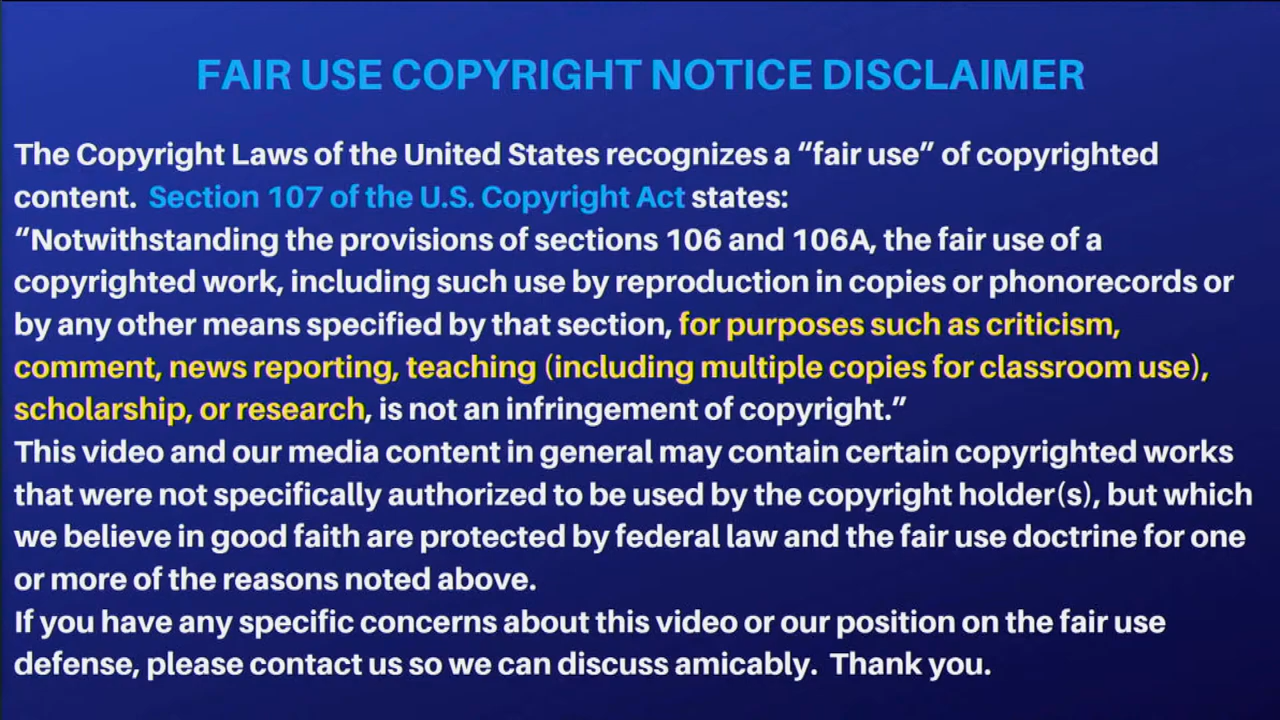 FAIR USE COPYRIGHT NOTICE DISCLAIMER
The Copyright Laws of the United States recognizes a “fair use” of copyrighted
content.  Section 107 of the U.S. Copyright Act states:
“Notwithstanding the provisions of sections 106 and 106A, the fair use of a
copyrighted work, including such use by reproduction in copies or phonorecords or
by any other means specified by that section, for purposes such as criticism,
comment, news reporting, teaching (including multiple copies for classroom use),
scholarship, or research, is not an infringement of copyright.”
This video and our media content in general may contain certain copyrighted works
that were not specifically authorized to be used by the copyright holder(s), but which
we believe in good faith are protected by federal law and the fair use doctrine for one
or more of the reasons noted above.
If you have any specific concerns about this video or our position on the fair use
defense, please contact us so we can discuss amicably.  Thank you.